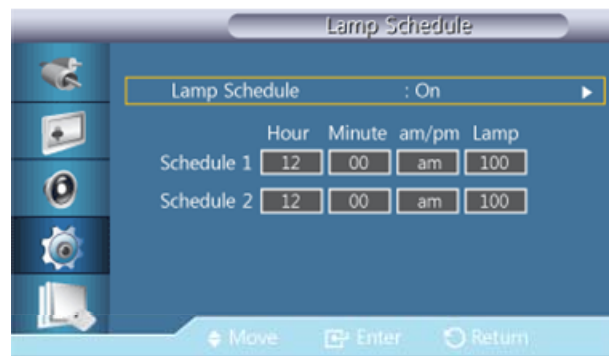 Lamp Schedule
Lamp Schedule : On
Hour Minute am/pm Lamp
Schedule 1 12 00 am 100
Schedule 2 12 00 am 100
Move Enter Return